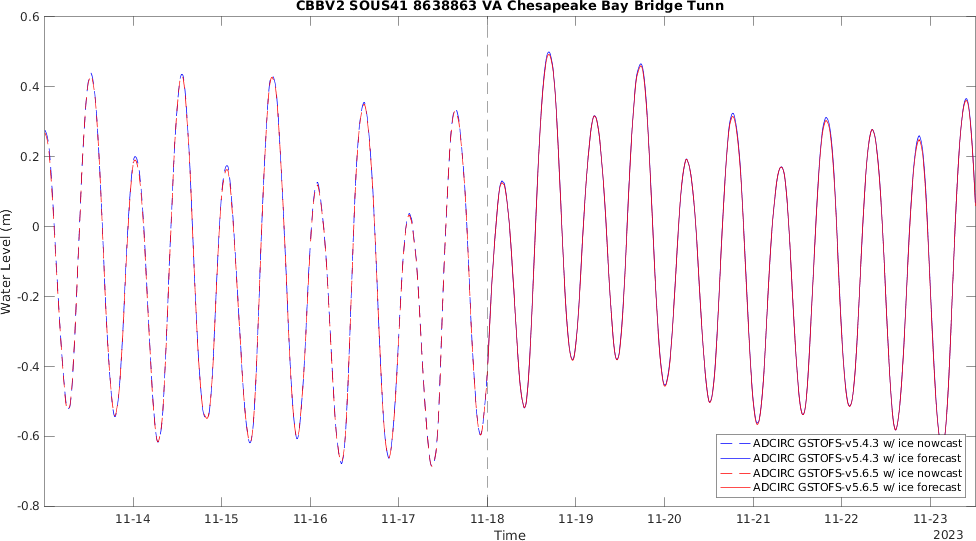 CBBV2 SOUS41 8638863 VA Chesapeake Bay Bridge Tunn
0.6
0.4
0.2
0
-0.2
-0.4
-0.6
-0.8
Water Level (m)
ADCIRC GSTOFS-v5.4.3 w/ ice nowcast
ADCIRC GSTOFS-v5.4.3 w/ ice forecast
ADCIRC GSTOFS-v5.6.5 w/ ice nowcast
ADCIRC GSTOFS-v5.6.5 w/ ice forecast
11-14 11-15 11-16 11-17 11-18 11-19 11-20 11-21 11-22 11-23
Time
2023